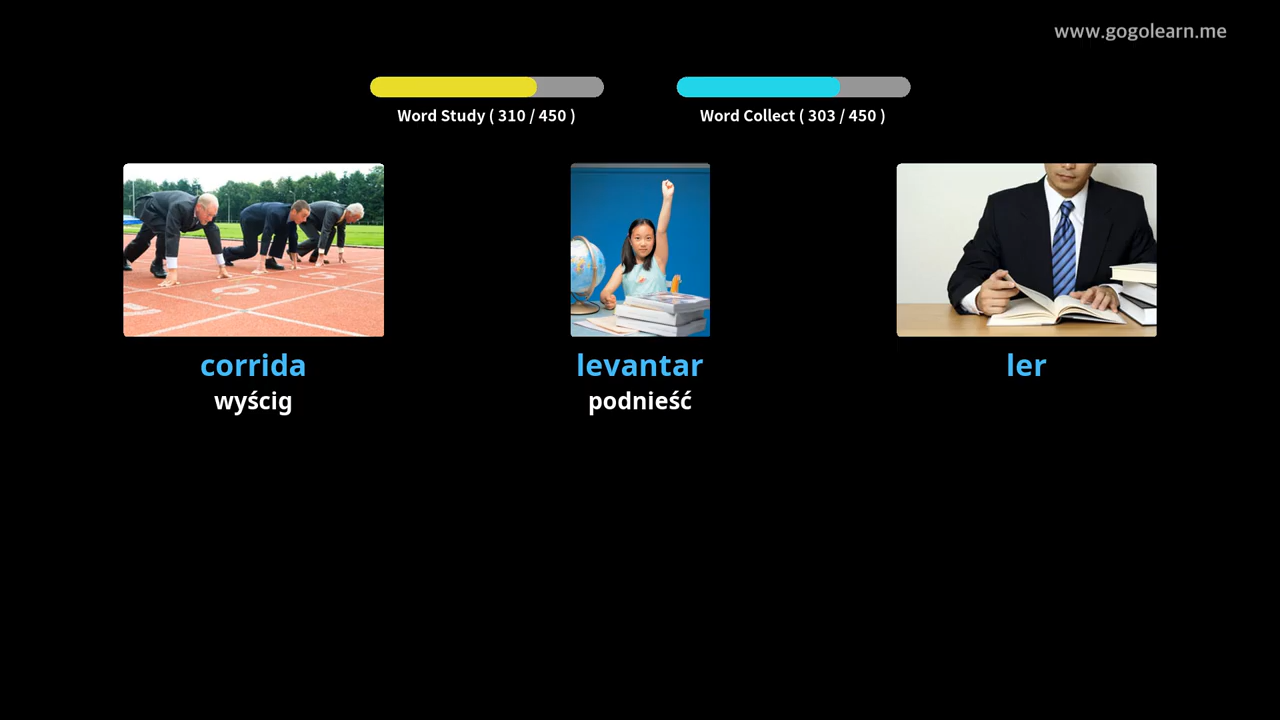 www.gogolearn.me
Word Study ( 310 / 450 )
Word Collect ( 303 / 450 )
corrida
levantar
ler
wyścig
podnieść